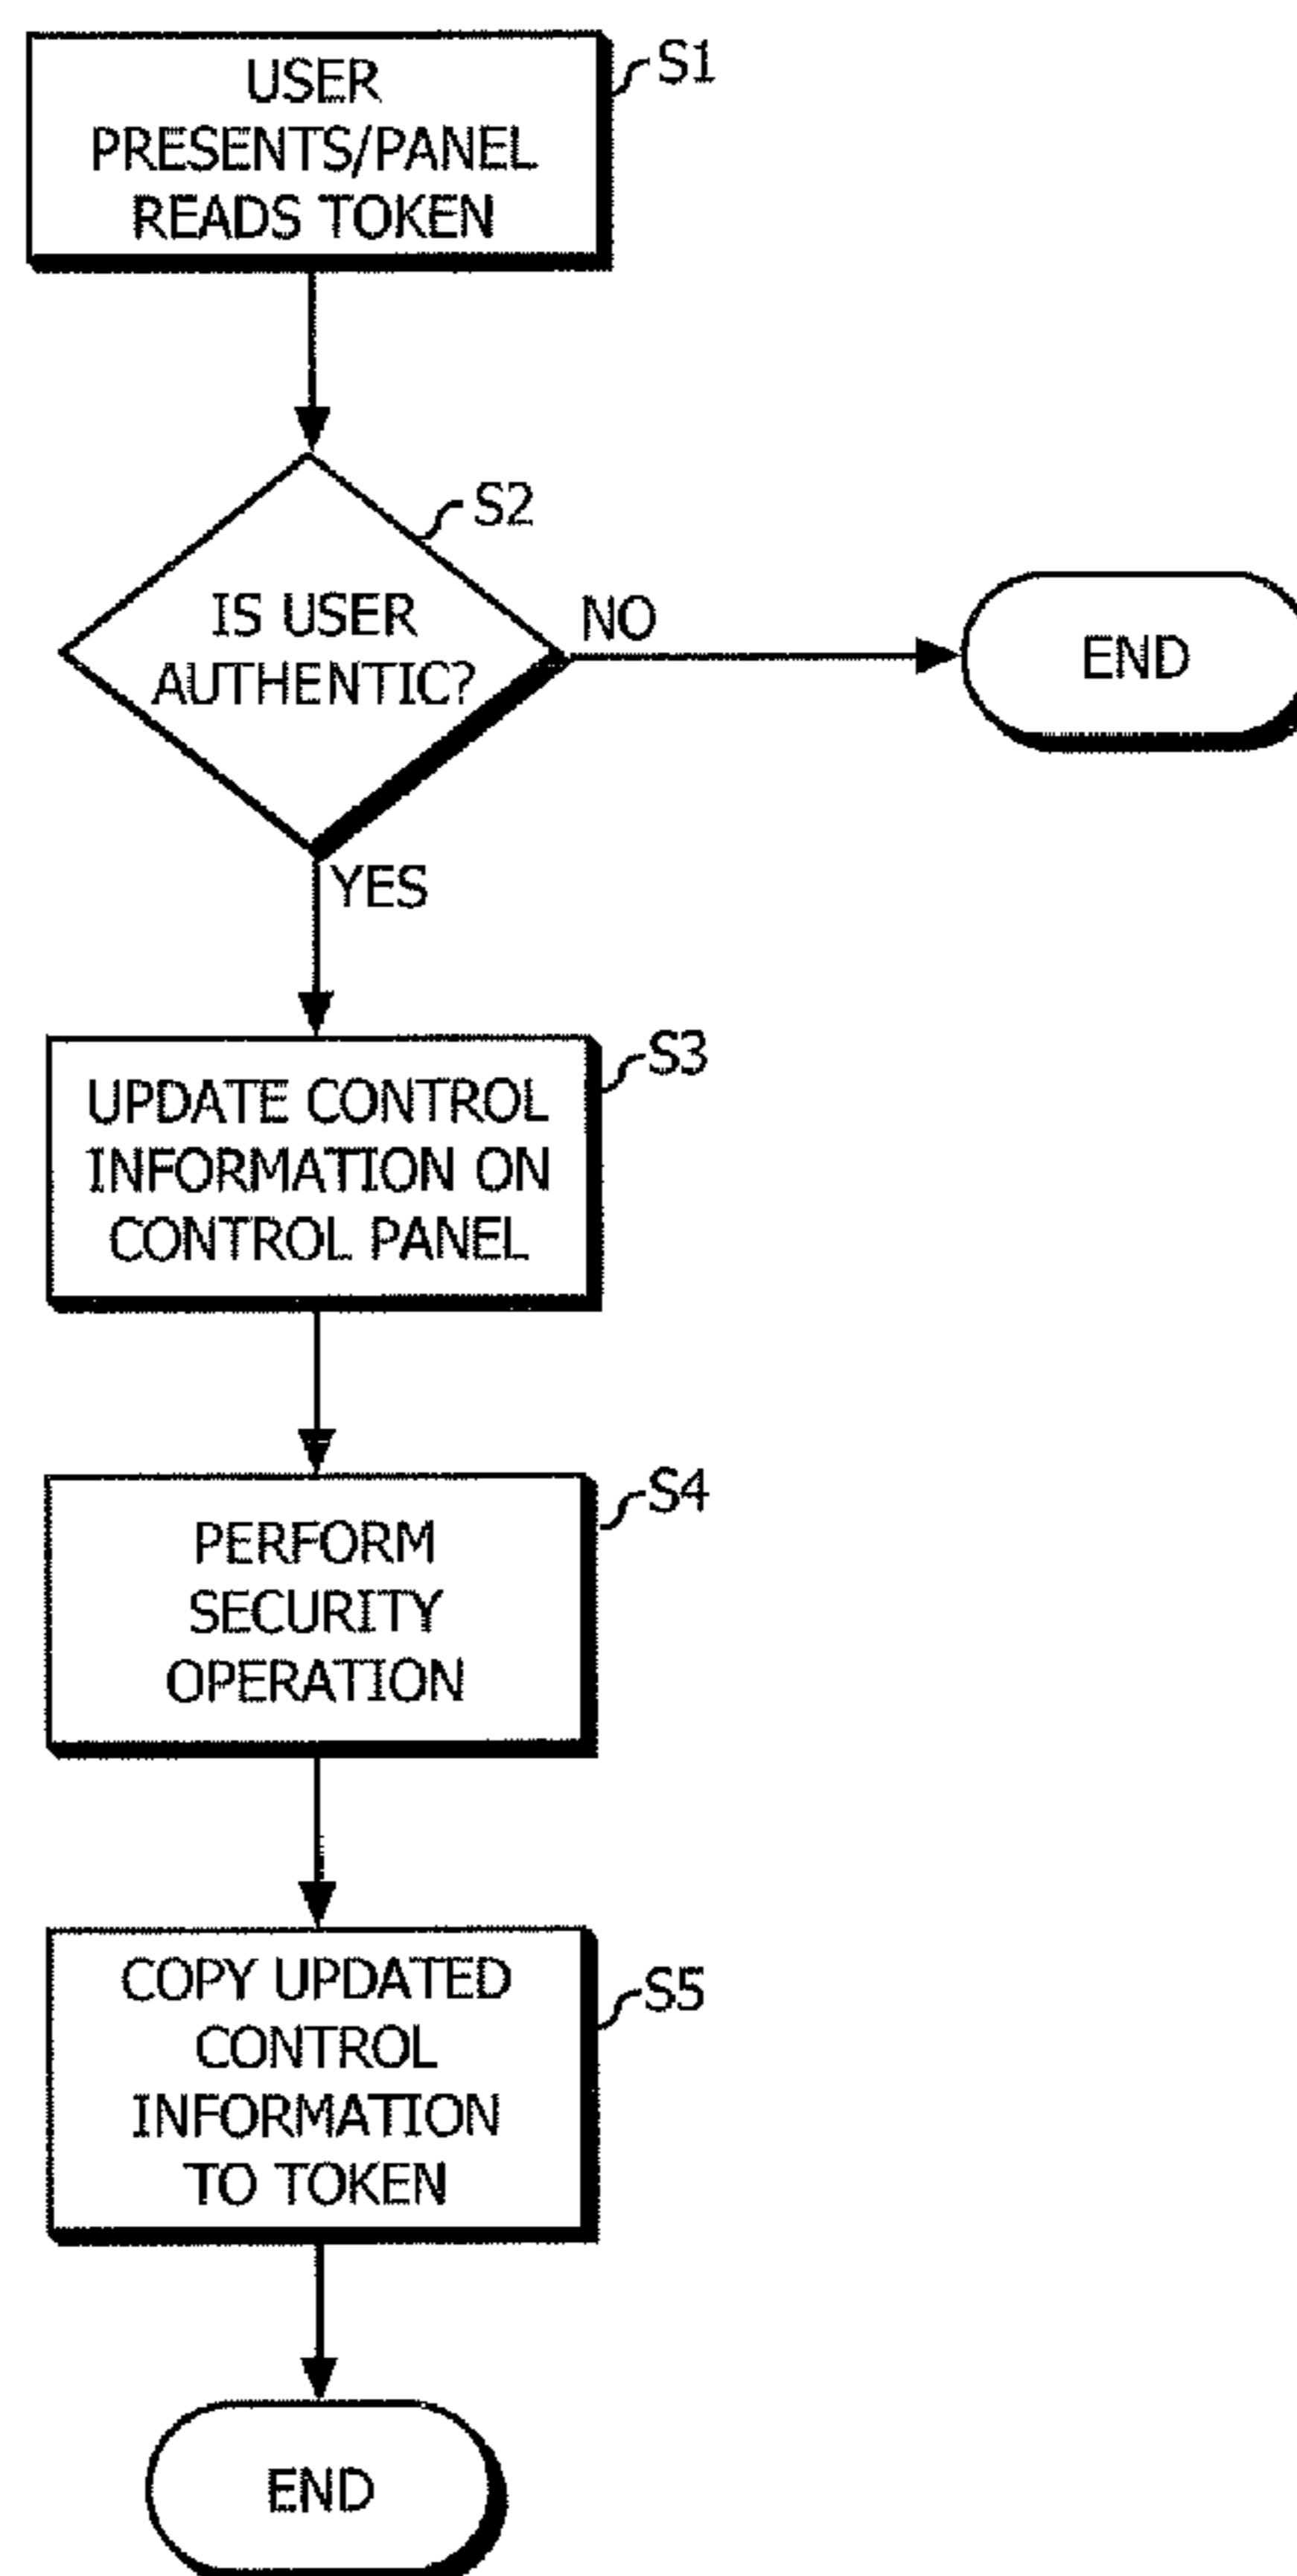 USER
PRESENTS/PANEL
READS TOKEN
S1
IS USER
AUTHENTIC?
S2
NO
END
YES
UPDATE CONTROL
INFORMATION ON
CONTROL PANEL
S3
PERFORM
SECURITY
OPERATION
S4
COPY UPDATED
CONTROL
INFORMATION
TO TOKEN
S5
END